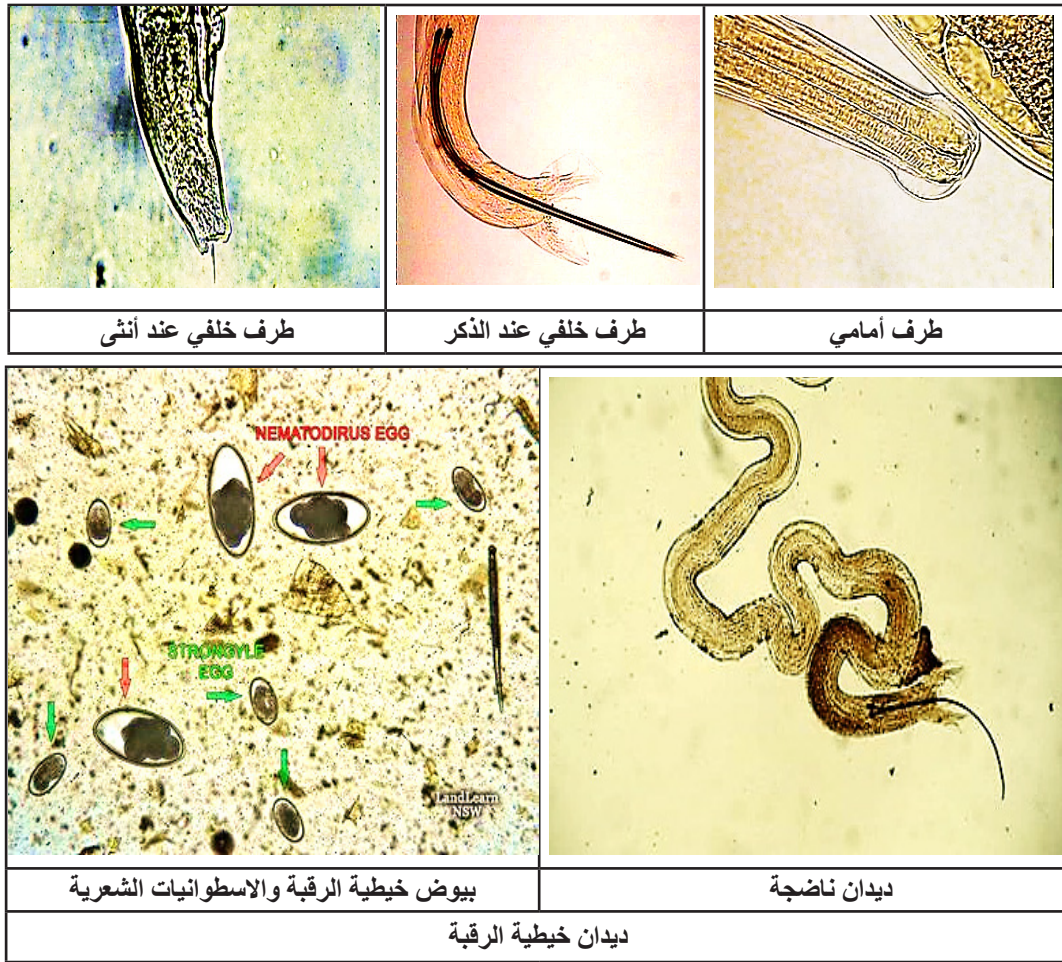 طرف أمامي
طرف خلفي عند الذكر
طرف خلفي عند أنثى
NEMATODIRUS EGG
STRONGYLE
EGG
LandLearn
NSW
ديدان ناضجة
بيوض خيطية الرقبة والاسطوانيات الشعرية
ديدان خيطية الرقبة